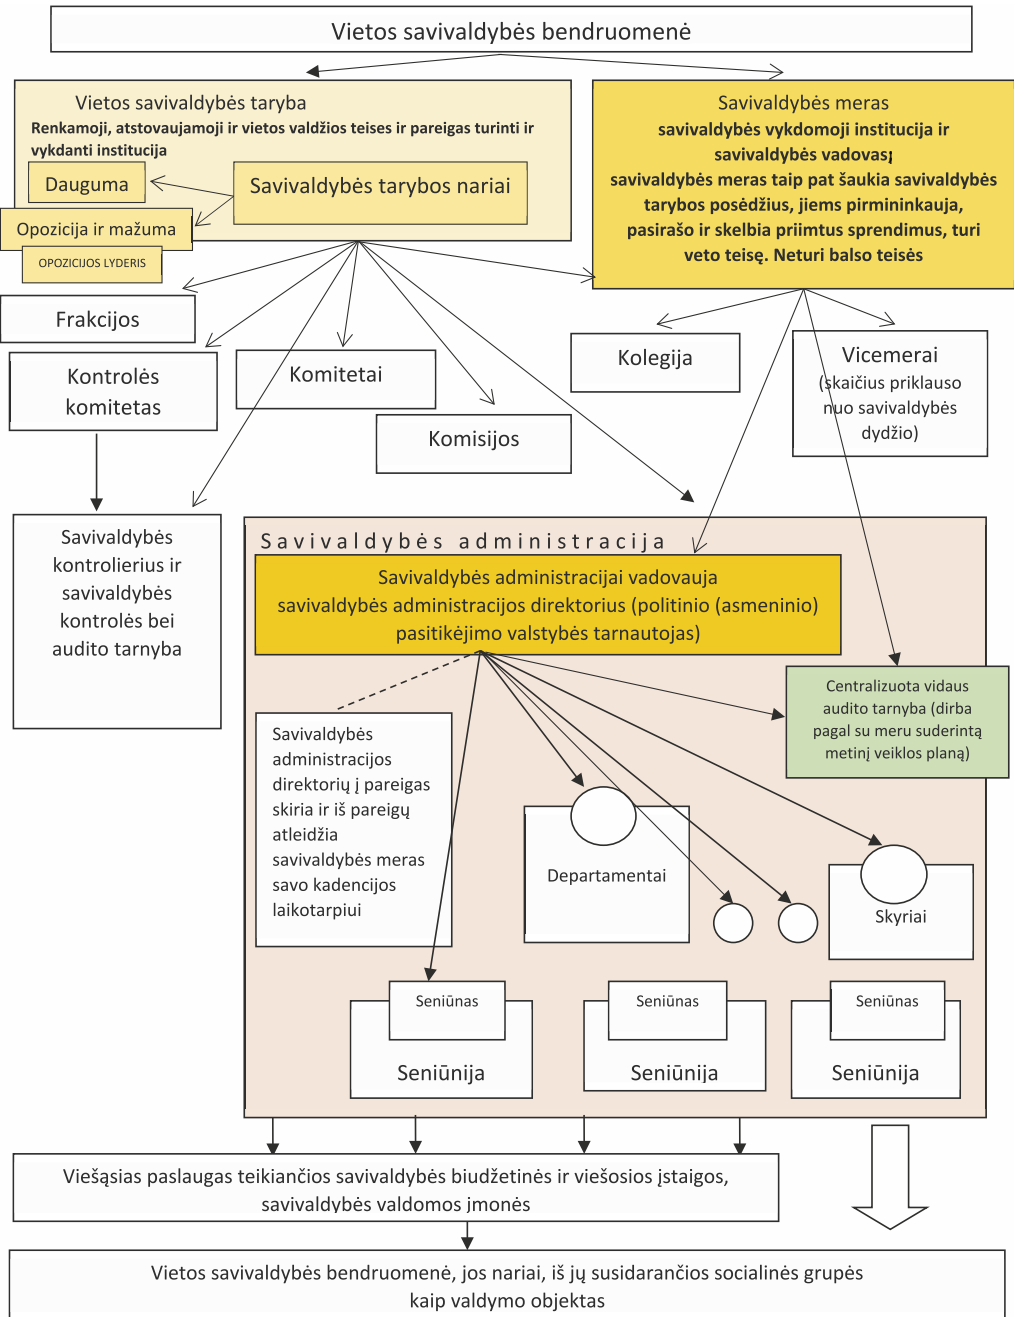 Vietos savivaldybės bendruomenė
Vietos savivaldybės taryba
Renkamoji, atstovaujamoji ir vietos valdžios teises ir pareigas turinti ir
vykdanti institucija
Dauguma
Savivaldybės tarybos nariai
Opozicija ir mažuma
OPOZICIJOS LYDERIS
Savivaldybės meras
savivaldybės vykdomoji institucija ir
savivaldybės vadovas;
savivaldybės meras taip pat šaukia savivaldybės
tarybos posėdžius, jiems pirmininkauja,
pasirašo ir skelbia priimtus sprendimus, turi
veto teisę. Neturi balso teisės
Frakcijos
Kontrolės
komitetas
Komitetai
Komisijos
Kolegija
Vicemerai
(skaičius priklauso
nuo savivaldybės
dydžio)
Savivaldybės
kontrolierius ir
savivaldybės
kontrolės bei
audito tarnyba
Savivaldybės administracija
Savivaldybės administracijai vadovauja
savivaldybės administracijos direktorius (politinio (asmeninio)
pasitikėjimo valstybės tarnautojas)
Centralizuota vidaus
audito tarnyba (dirba
pagal su meru suderintą
metinį veiklos planą)
Savivaldybės
administracijos
direktorių į pareigas
skiria ir iš pareigų
atleidžia
savivaldybės meras
savo kadencijos
laikotarpiui
Departamentai
Skyriai
Seniūnas
Seniūnija
Seniūnas
Seniūnija
Seniūnas
Seniūnija
Viešąsias paslaugas teikiančios savivaldybės biudžetinės ir viešosios įstaigos,
savivaldybės valdomos įmonės
Vietos savivaldybės bendruomenė, jos nariai, iš jų susidarančios socialinės grupės
kaip valdymo objektas